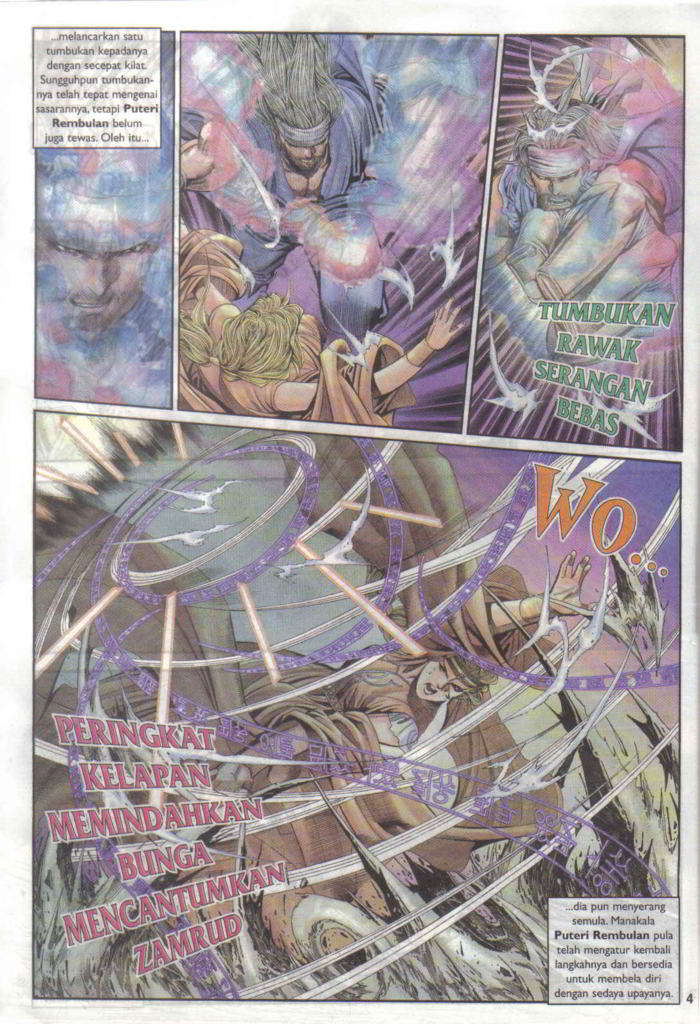 ...melancarkan satu
tumbukan kepadanya
dengan secepat kilat.
Sungguhpun tumbukan-
nya telah tepat mengenai
sasarannya, tetapi Puteri
Rembulan belum
juga tewas. Oleh itu...
TUMBUKAN
RAWAK
SERANGAN
BEBAS
WO...
PERINGKAT
KELAPAN
MEMINDAHKAN
BUNGA
MENCANTUMKAN
ZAMRUD
...dia pun menyerang
semula. Manakala
Puteri Rembulan pula
telah mengatur kembali
langkahnya dan bersedia
untuk membela diri
dengan sedaya upayanya.
4